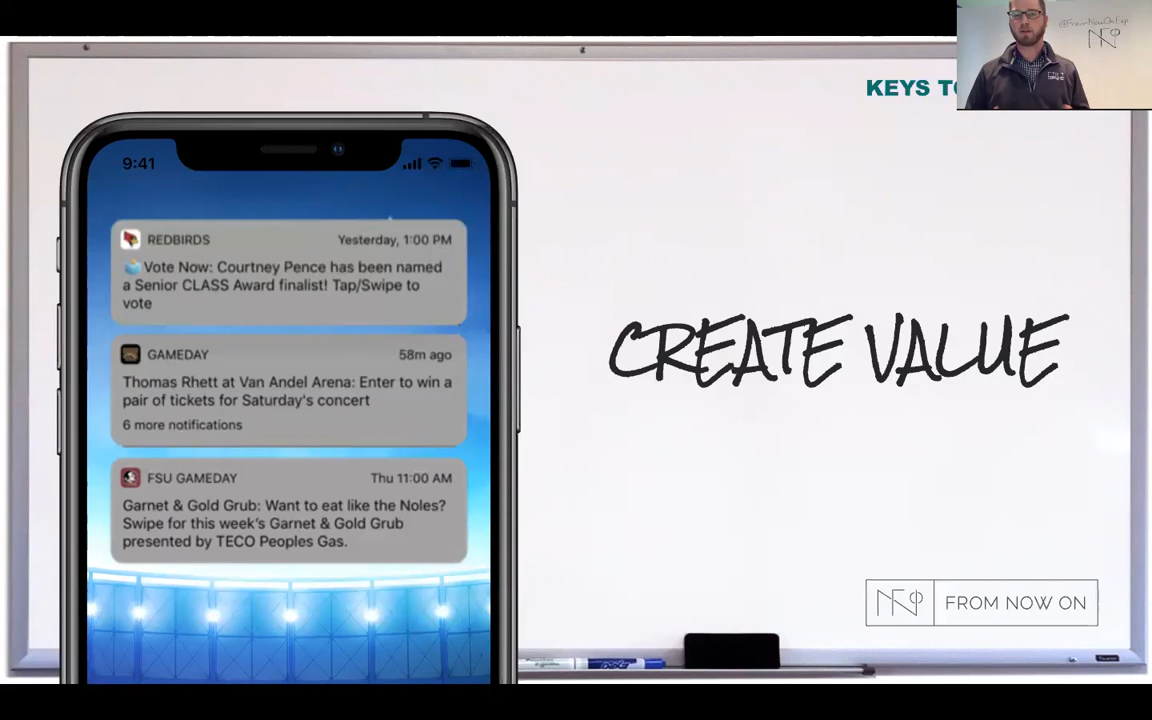 @FromNowOnExp
KEYS TO
9:41
REDBIRDS Yesterday, 1:00 PM
🗳️Vote Now: Courtney Pence has been named
a Senior CLASS Award finalist! Tap/Swipe to
vote
GAMEDAY 58m ago
Thomas Rhett at Van Andel Arena: Enter to win a
pair of tickets for Saturday's concert
6 more notifications
FSU GAMEDAY Thu 11:00 AM
Garnet & Gold Grub: Want to eat like the Noles?
Swipe for this week's Garnet & Gold Grub
presented by TECO Peoples Gas.
CREATE VALUE
FROM NOW ON
EXPO